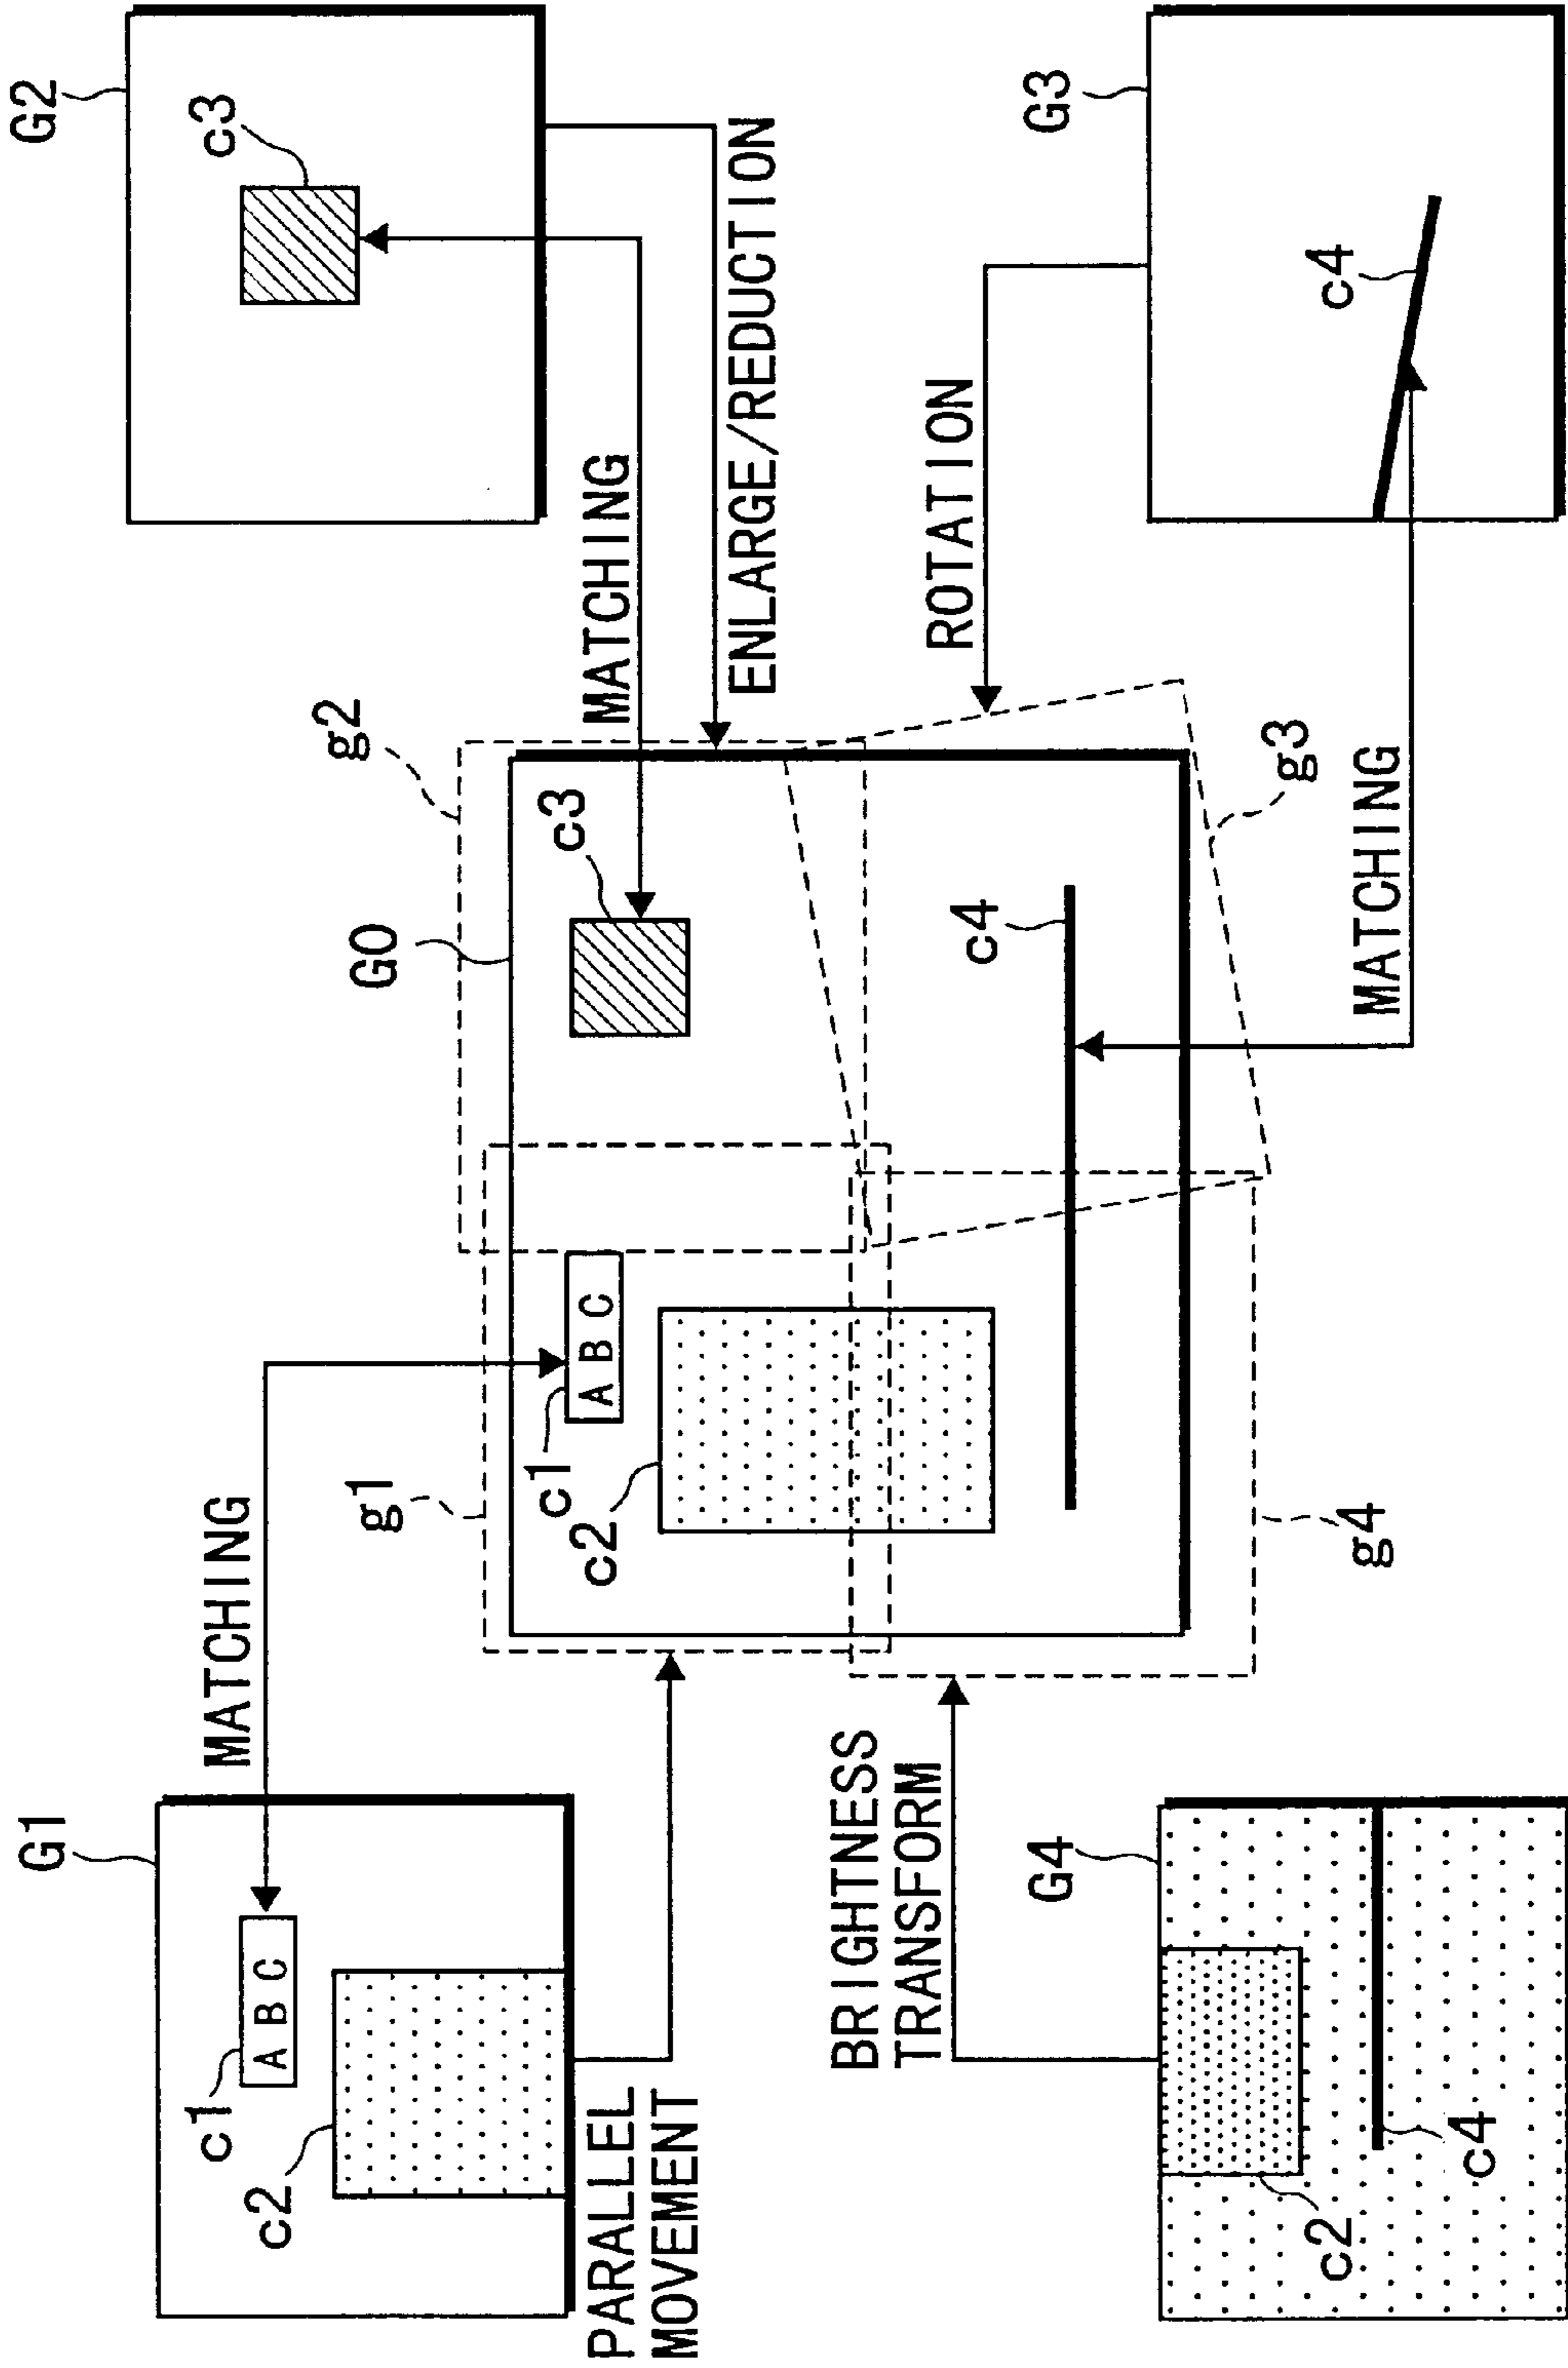 G1
MATCHING
c1
A B C
c2
PARALLEL
MOVEMENT
g1
G0
g2
c1
A B C
c2
c3
c4
g3
g4
G2
c3
MATCHING
ENLARGE/REDUCTION
ROTATION
G3
c4
MATCHING
BRIGHTNESS
TRANSFORM
G4
c2
c4